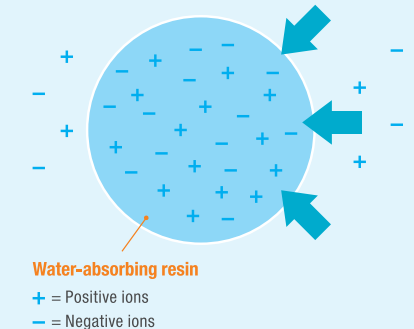 Water-absorbing resin
+ = Positive ions
− = Negative ions